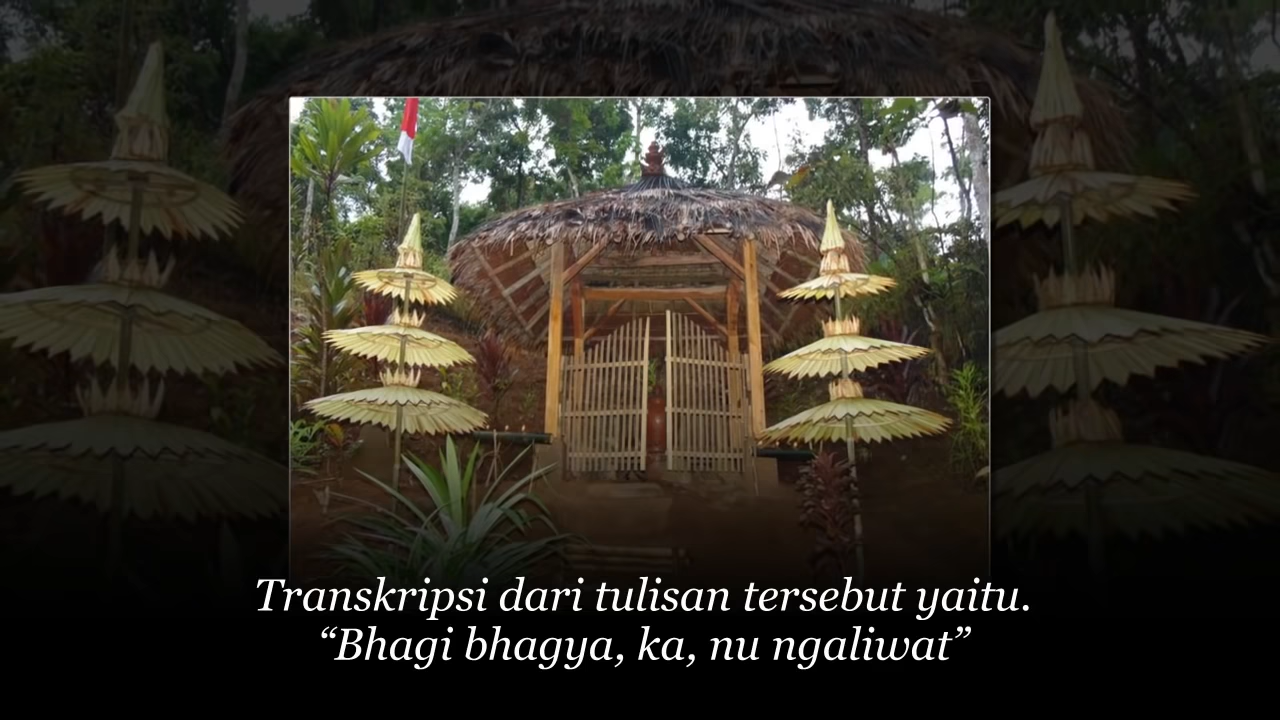 Transkripsi dari tulisan tersebut yaitu.
“Bhagi bhagya, ka, nu ngaliwat”